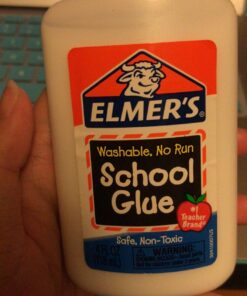 ELMER'S
Washable, No Run
School
Glue
#1
Teacher
Brand
Safe, Non-Toxic
WARNING